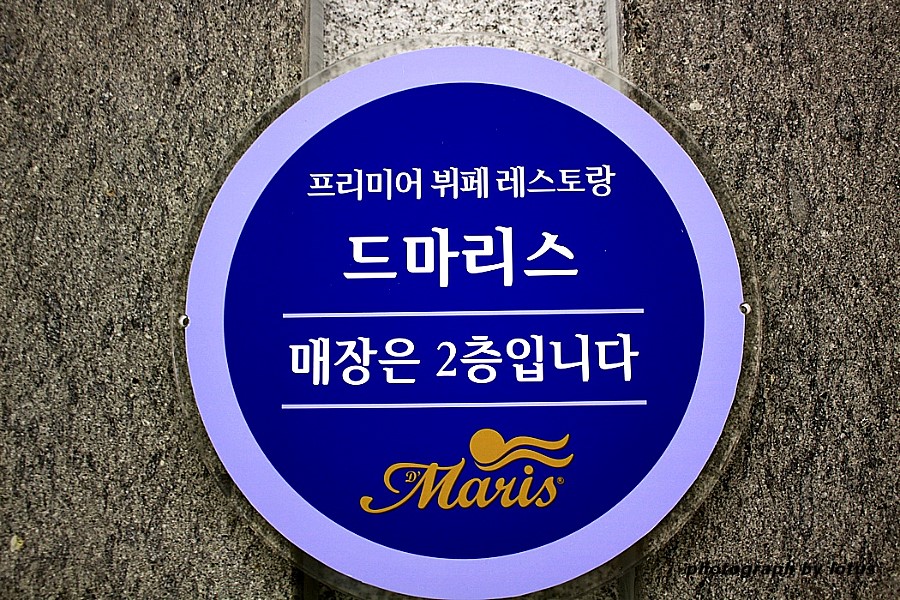 프리미어 뷔페 레스토랑
드마리스
매장은 2층입니다
D'Maris®
photograph by lotus